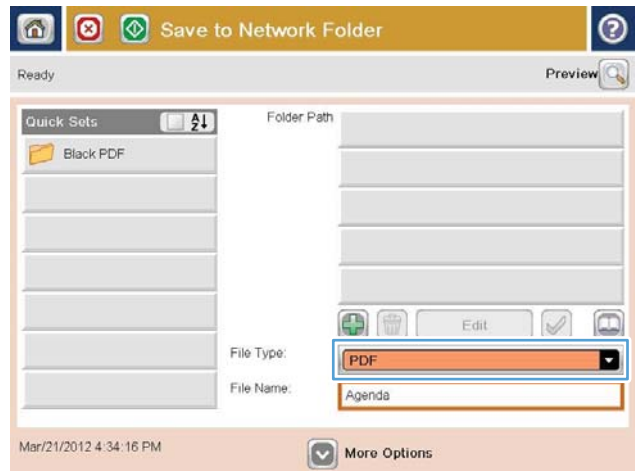 Save to Network Folder
Ready
Preview
Quick Sets
Folder Path
Black PDF
Edit
File Type:
PDF
File Name:
Agenda
Mar/21/2012 4:34:16 PM
More Options